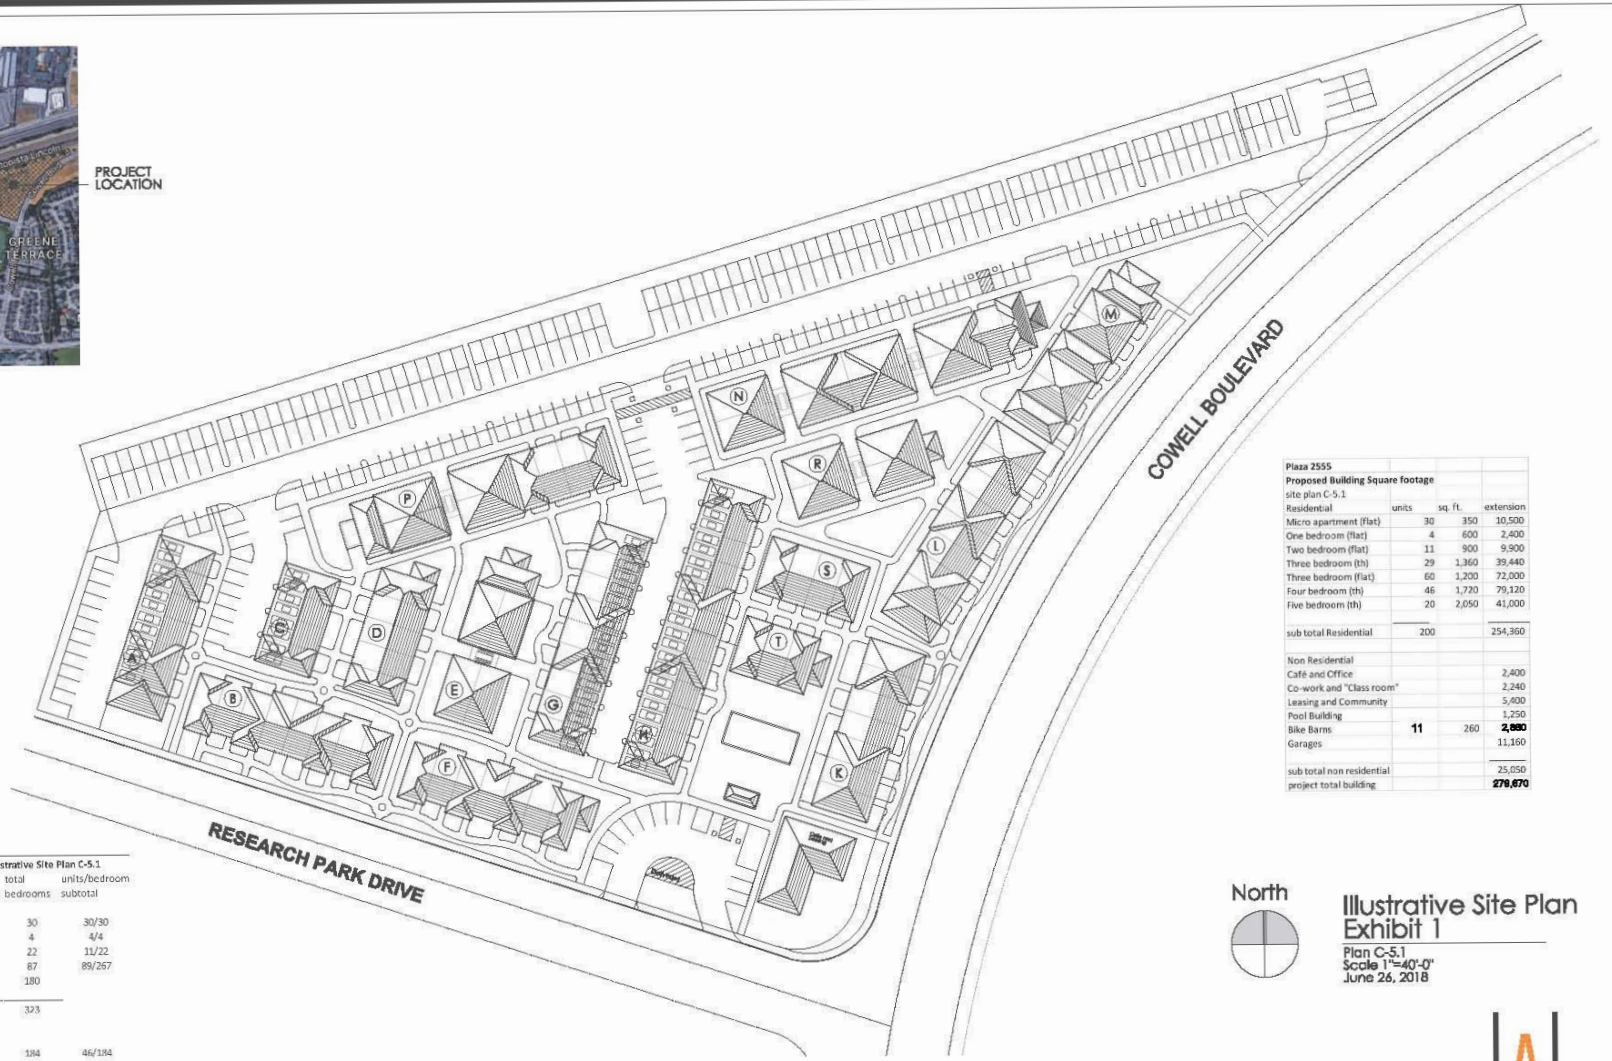 PROJECT
LOCATION
GREENE
TERRACE
COWELL BOULEVARD
RESEARCH PARK DRIVE
A
B
C
D
E
F
G
H
K
L
M
N
P
R
S
T
Plaza 2555
Proposed Building Square footage
site plan C-5.1
Residential units sq. ft. extension
Micro apartment (flat) 30 350 10,500
One bedroom (flat) 4 600 2,400
Two bedroom (flat) 11 900 9,900
Three bedroom (th) 29 1,360 39,440
Three bedroom (flat) 60 1,200 72,000
Four bedroom (th) 46 1,720 79,120
Five bedroom (th) 20 2,050 41,000
sub total Residential 200 254,360
Non Residential
Café and Office 2,400
Co-work and "Class room" 2,240
Leasing and Community 5,400
Pool Building 1,250
Bike Barns 11 260
Garages 11,160
sub total non residential 25,050
project total building
strative Site Plan C-5.1
total units/bedroom
bedrooms subtotal
30 30/30
4 4/4
22 11/22
87 89/267
180
323
184 46/184
North
Illustrative Site Plan
Exhibit 1
Plan C-5.1
Scale 1"=40'-0"
June 26, 2018
A